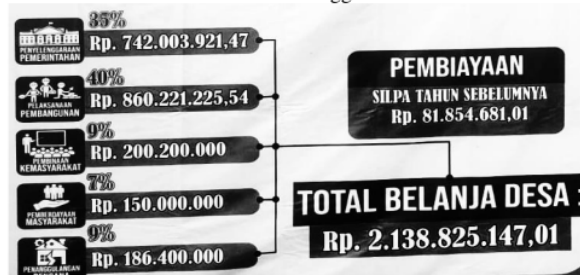 35%
PENYELENGGARAAN
PEMERINTAHAN
Rp. 742.003.921,47
40%
PELAKSANAAN
PEMBANGUNAN
Rp. 860.221.225,54
9%
PEMBINAAN
KEMASYARAKAT
Rp. 200.200.000
7%
PEMBERDAYAAN
MASYARAKAT
Rp. 150.000.000
9%
PENANGGULANGAN
Rp. 186.400.000
PEMBIAYAAN
SILPA TAHUN SEBELUMNYA
Rp. 81.854.681,01
TOTAL BELANJA DESA :
Rp. 2.138.825.147,01